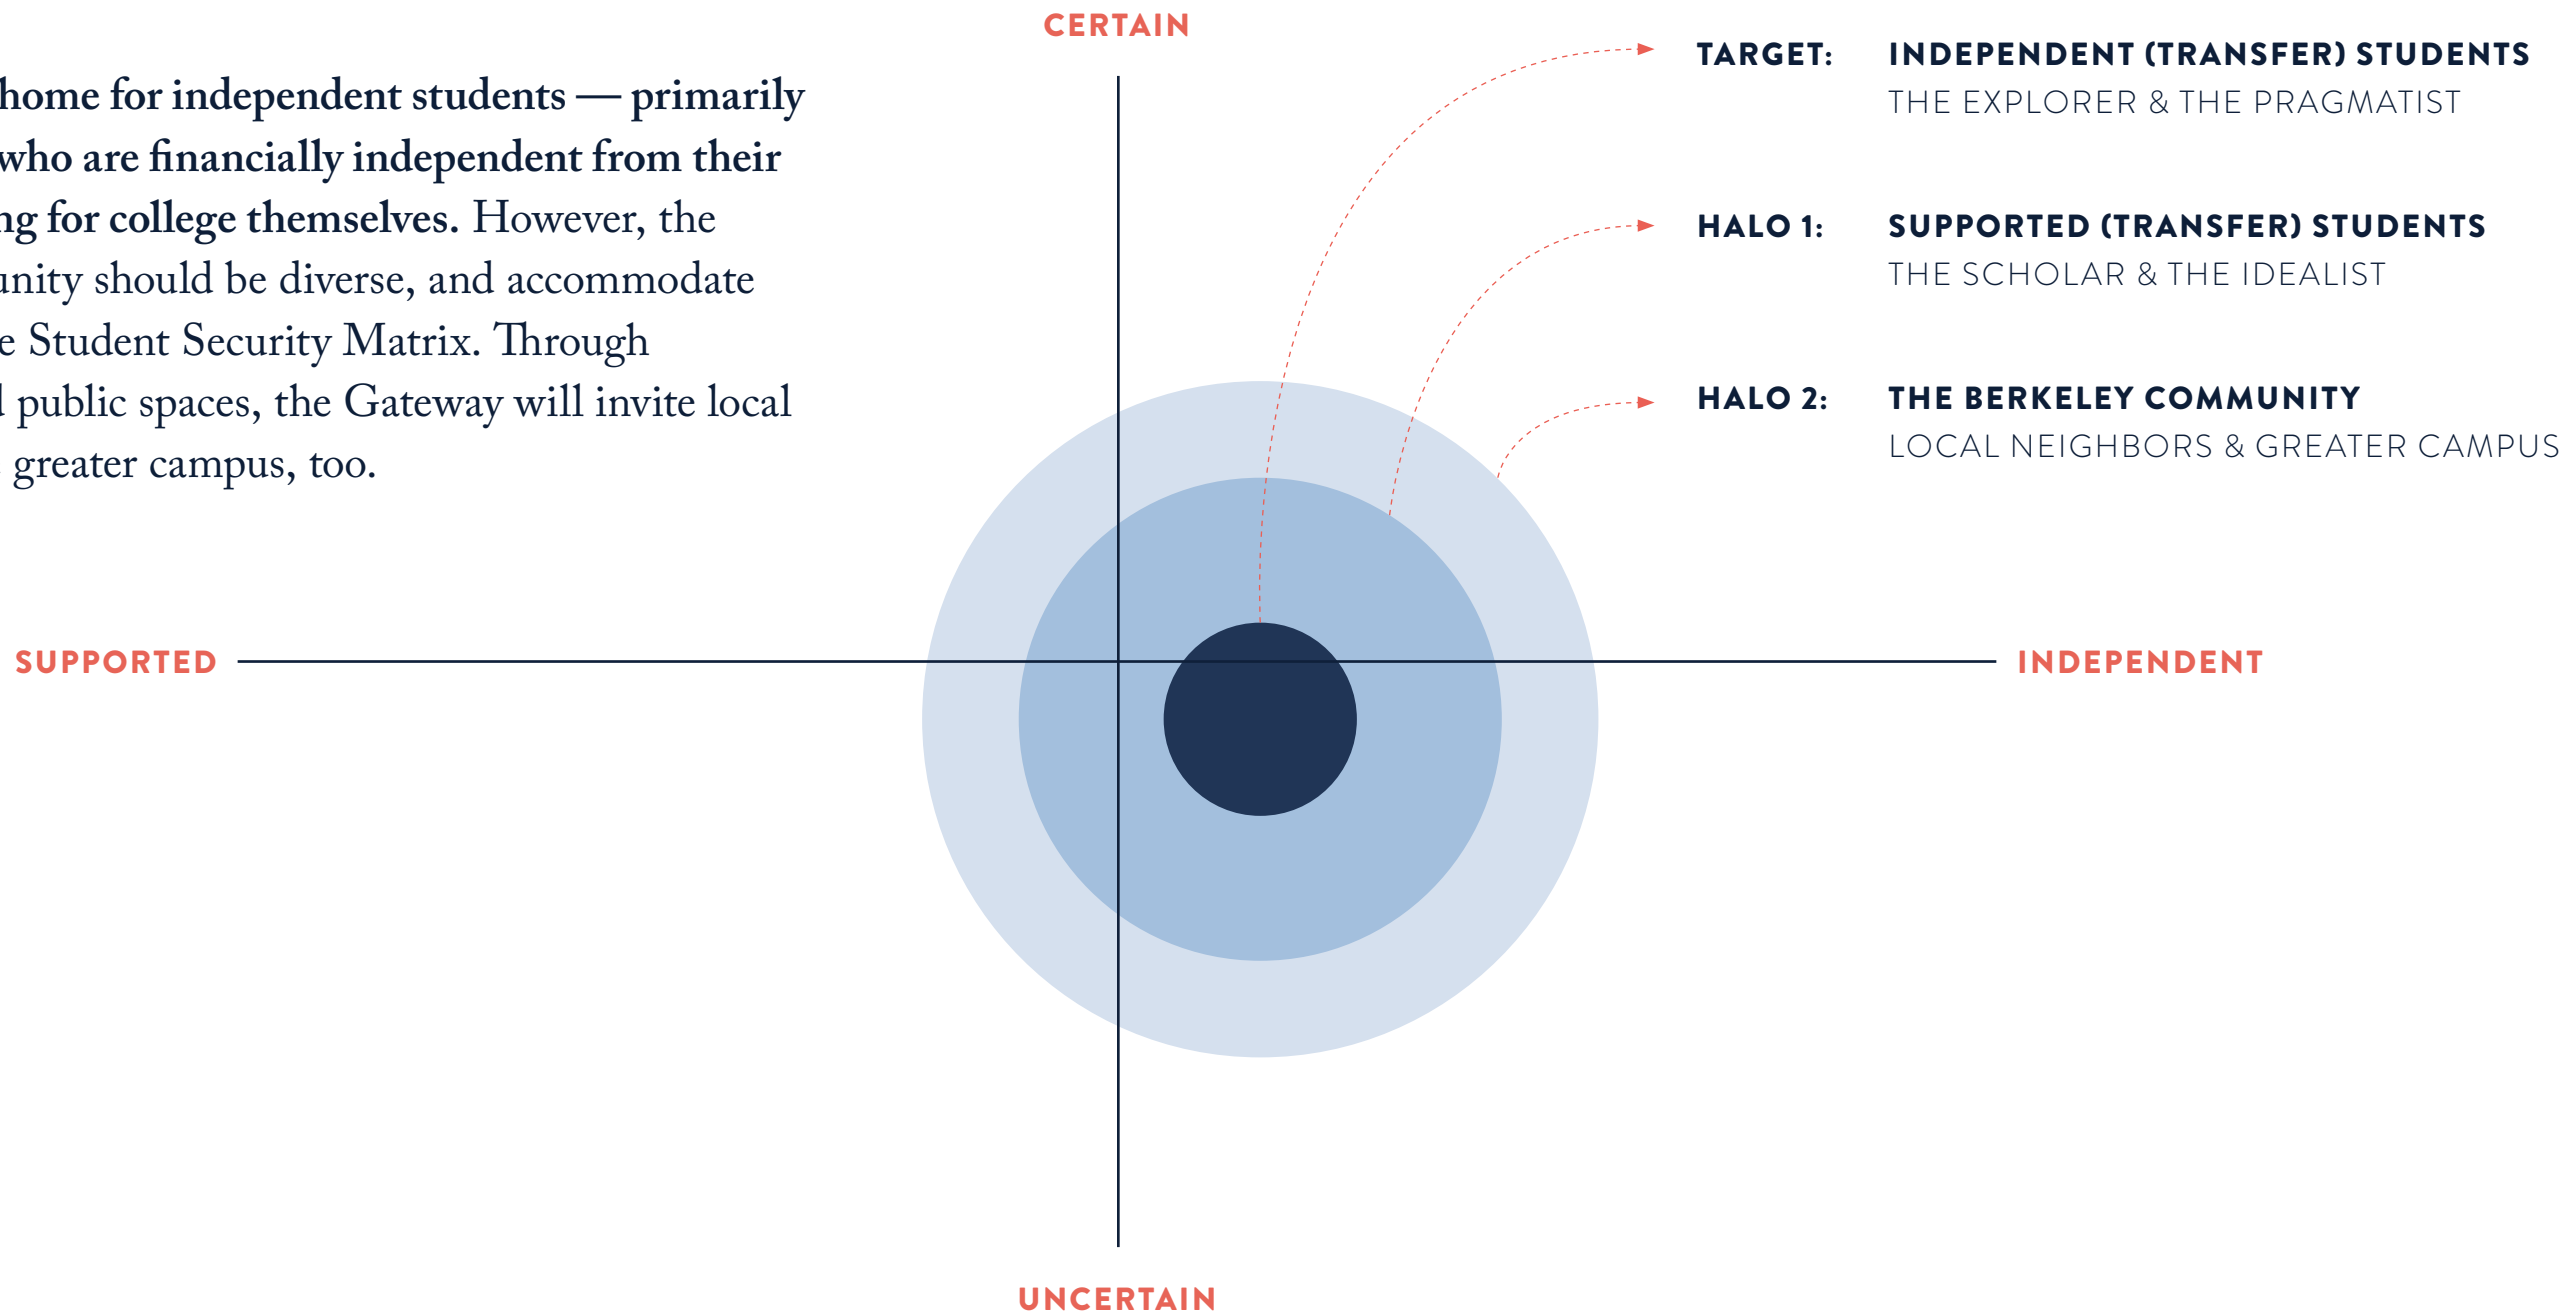 home for independent students — primarily
who are financially independent from their
ng for college themselves. However, the
unity should be diverse, and accommodate
e Student Security Matrix. Through
public spaces, the Gateway will invite local
greater campus, too.
CERTAIN
TARGET: INDEPENDENT (TRANSFER) STUDENTS
THE EXPLORER & THE PRAGMATIST
HALO 1: SUPPORTED (TRANSFER) STUDENTS
THE SCHOLAR & THE IDEALIST
HALO 2: THE BERKELEY COMMUNITY
LOCAL NEIGHBORS & GREATER CAMPUS
SUPPORTED
INDEPENDENT
UNCERTAIN